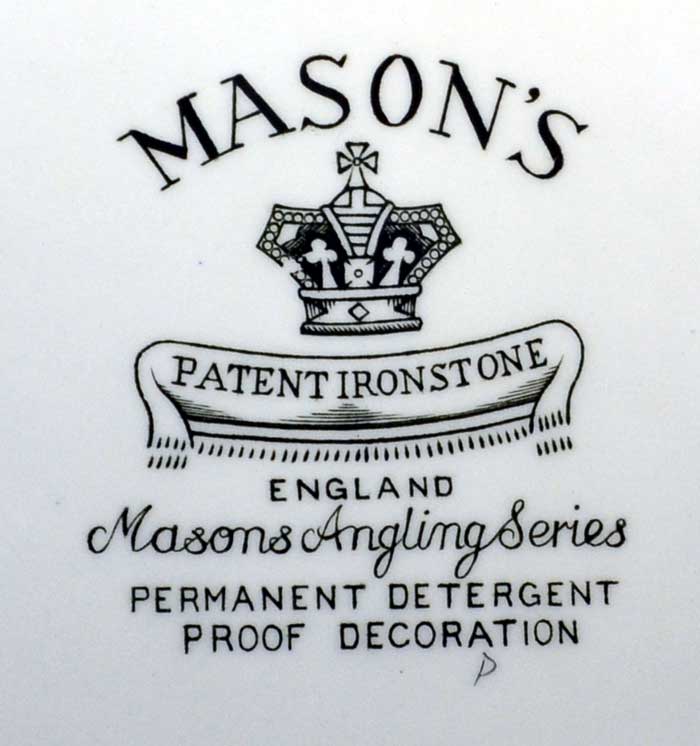 MASON'S
PATENT IRONSTONE
ENGLAND
Masons Angling Series
PERMANENT DETERGENT
PROOF DECORATION
D